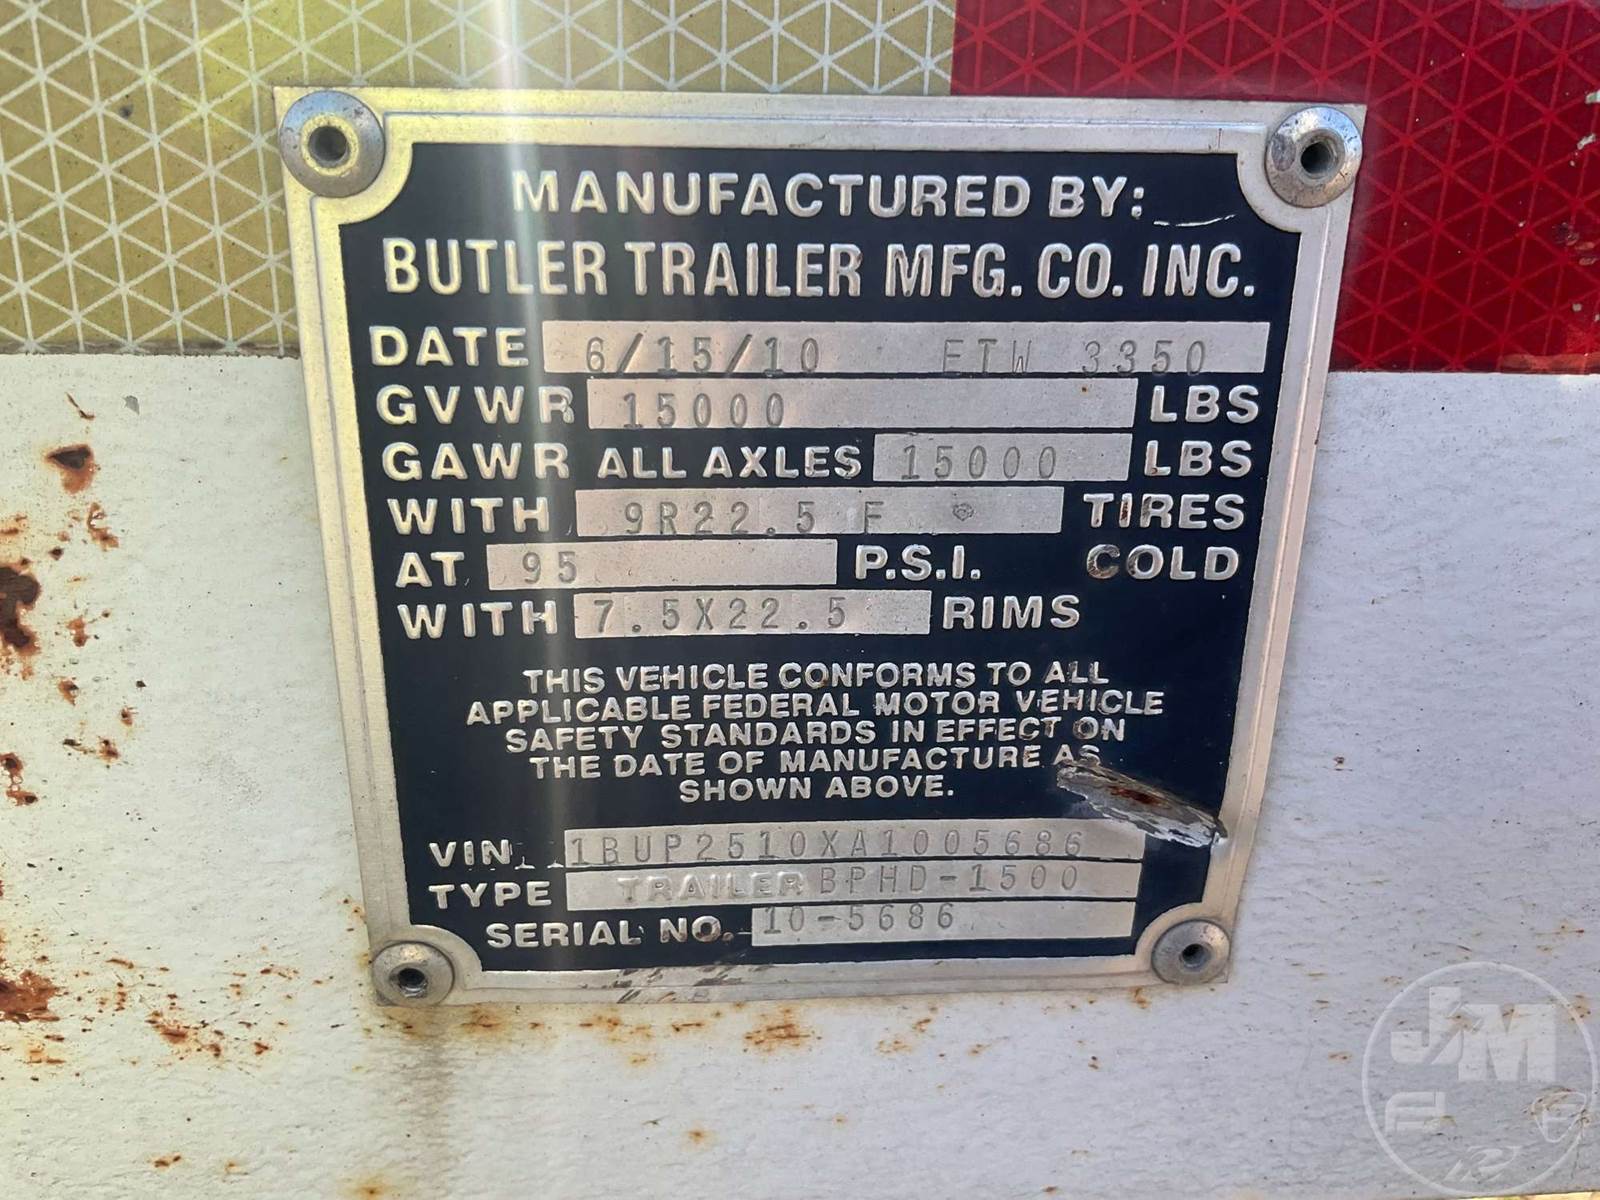 MANUFACTURED BY:
BUTLER TRAILER MFG. CO. INC.
DATE 6/15/10 ETW 3350
GVWR 15000 LBS
GAWR ALL AXLES 15000 LBS
WITH 9R22.5 F TIRES
AT 95 P.S.I. COLD
WITH 7.5X22.5 RIMS
THIS VEHICLE CONFORMS TO ALL
APPLICABLE FEDERAL MOTOR VEHICLE
SAFETY STANDARDS IN EFFECT ON
THE DATE OF MANUFACTURE AS
SHOWN ABOVE.
VIN 1BUP2510XA1005686
TYPE TRAILER BPHD-1500
SERIAL NO. 10-5686
JM